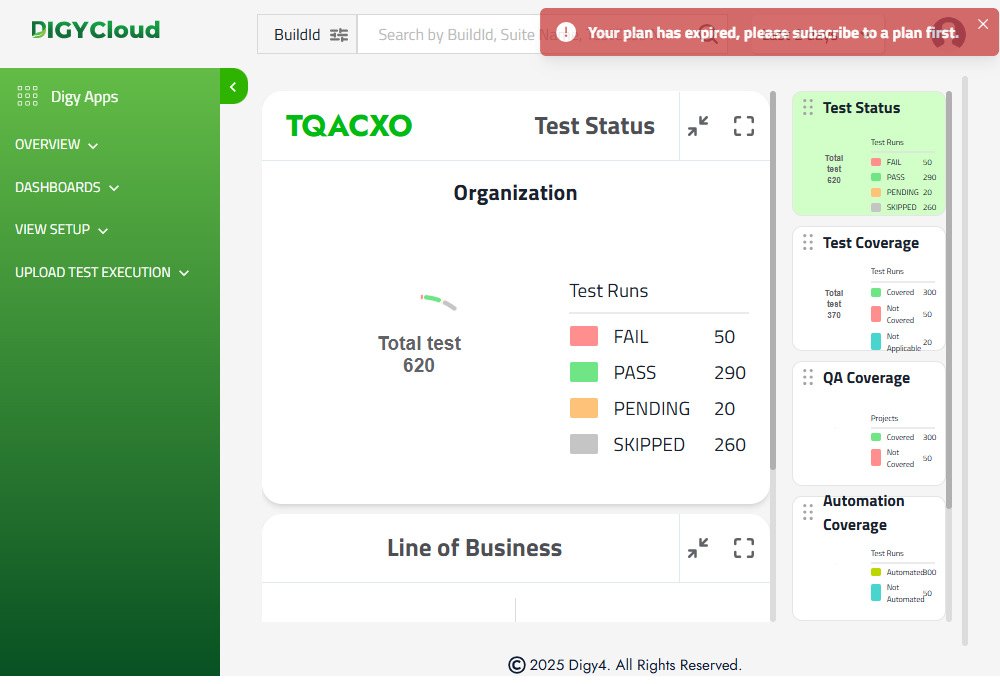 DIGYCloud
BuildId
Search by BuildId, Suite Na
Your plan has expired, please subscribe to a plan first.
Digy Apps
OVERVIEW
DASHBOARDS
VIEW SETUP
UPLOAD TEST EXECUTION
TQACXO
Test Status
Organization
Total test
620
Test Runs
FAIL 50
PASS 290
PENDING 20
SKIPPED 260
Line of Business
Test Status
Total
test
620
Test Runs
FAIL 50
PASS 290
PENDING 20
SKIPPED 260
Test Coverage
Total
test
370
Test Runs
Covered 300
Not
Covered 50
Not
Applicable 20
QA Coverage
Projects
Covered 300
Not
Covered 50
Automation
Coverage
Test Runs
Automated 300
Not
Automated 50
© 2025 Digy4. All Rights Reserved.